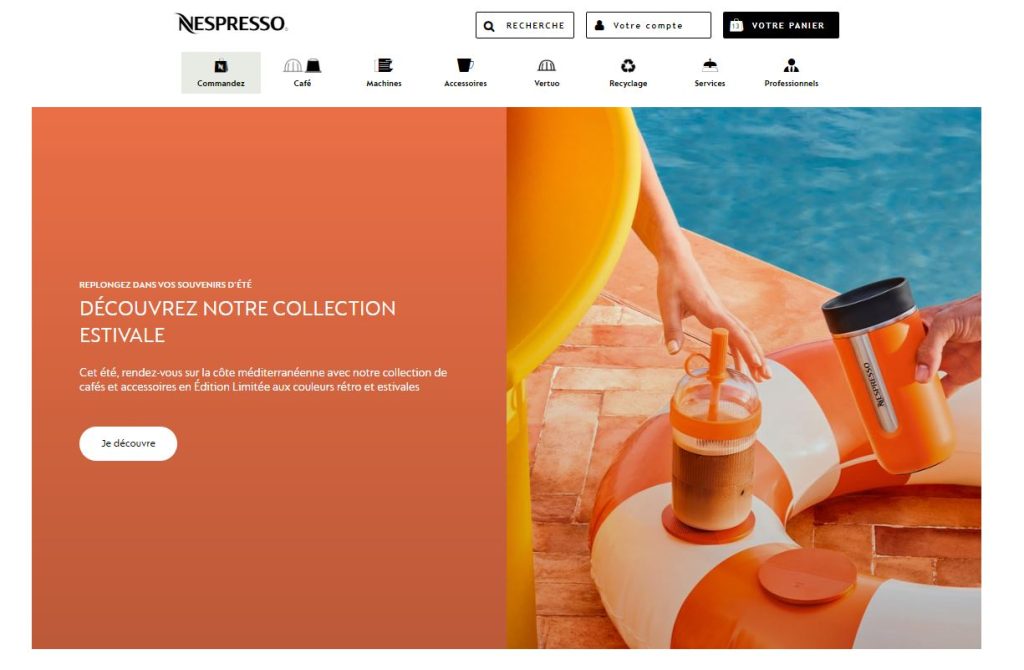 NESPRESSO
RECHERCHE
Votre compte
13
VOTRE PANIER
N
Commandez
Café
Machines
Accessoires
Vertuo
Recyclage
Services
Professionnels
REPLONGEZ DANS VOS SOUVENIRS D'ÉTÉ
DÉCOUVREZ NOTRE COLLECTION
ESTIVALE
Cet été, rendez-vous sur la côte méditerranéenne avec notre collection de
cafés et accessoires en Édition Limitée aux couleurs rétro et estivales
Je découvre
NESPRESSO